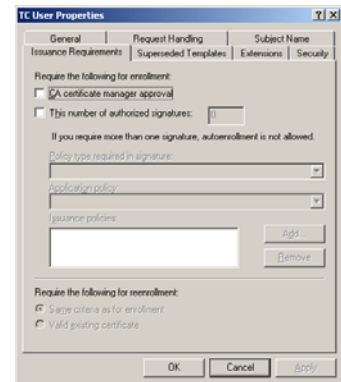 TC User Properties
General
Request Handling
Subject Name
Issuance Requirements
Superseded Templates
Extensions
Security
Require the following for enrollment:
CA certificate manager approval
This number of authorized signatures:
0
If you require more than one signature, autoenrollment is not allowed.
Policy type required in signature:
Application policy:
Issuance policies:
Add...
Remove
Require the following for reenrollment:
Same criteria as for enrollment
Valid existing certificate
OK
Cancel
Apply